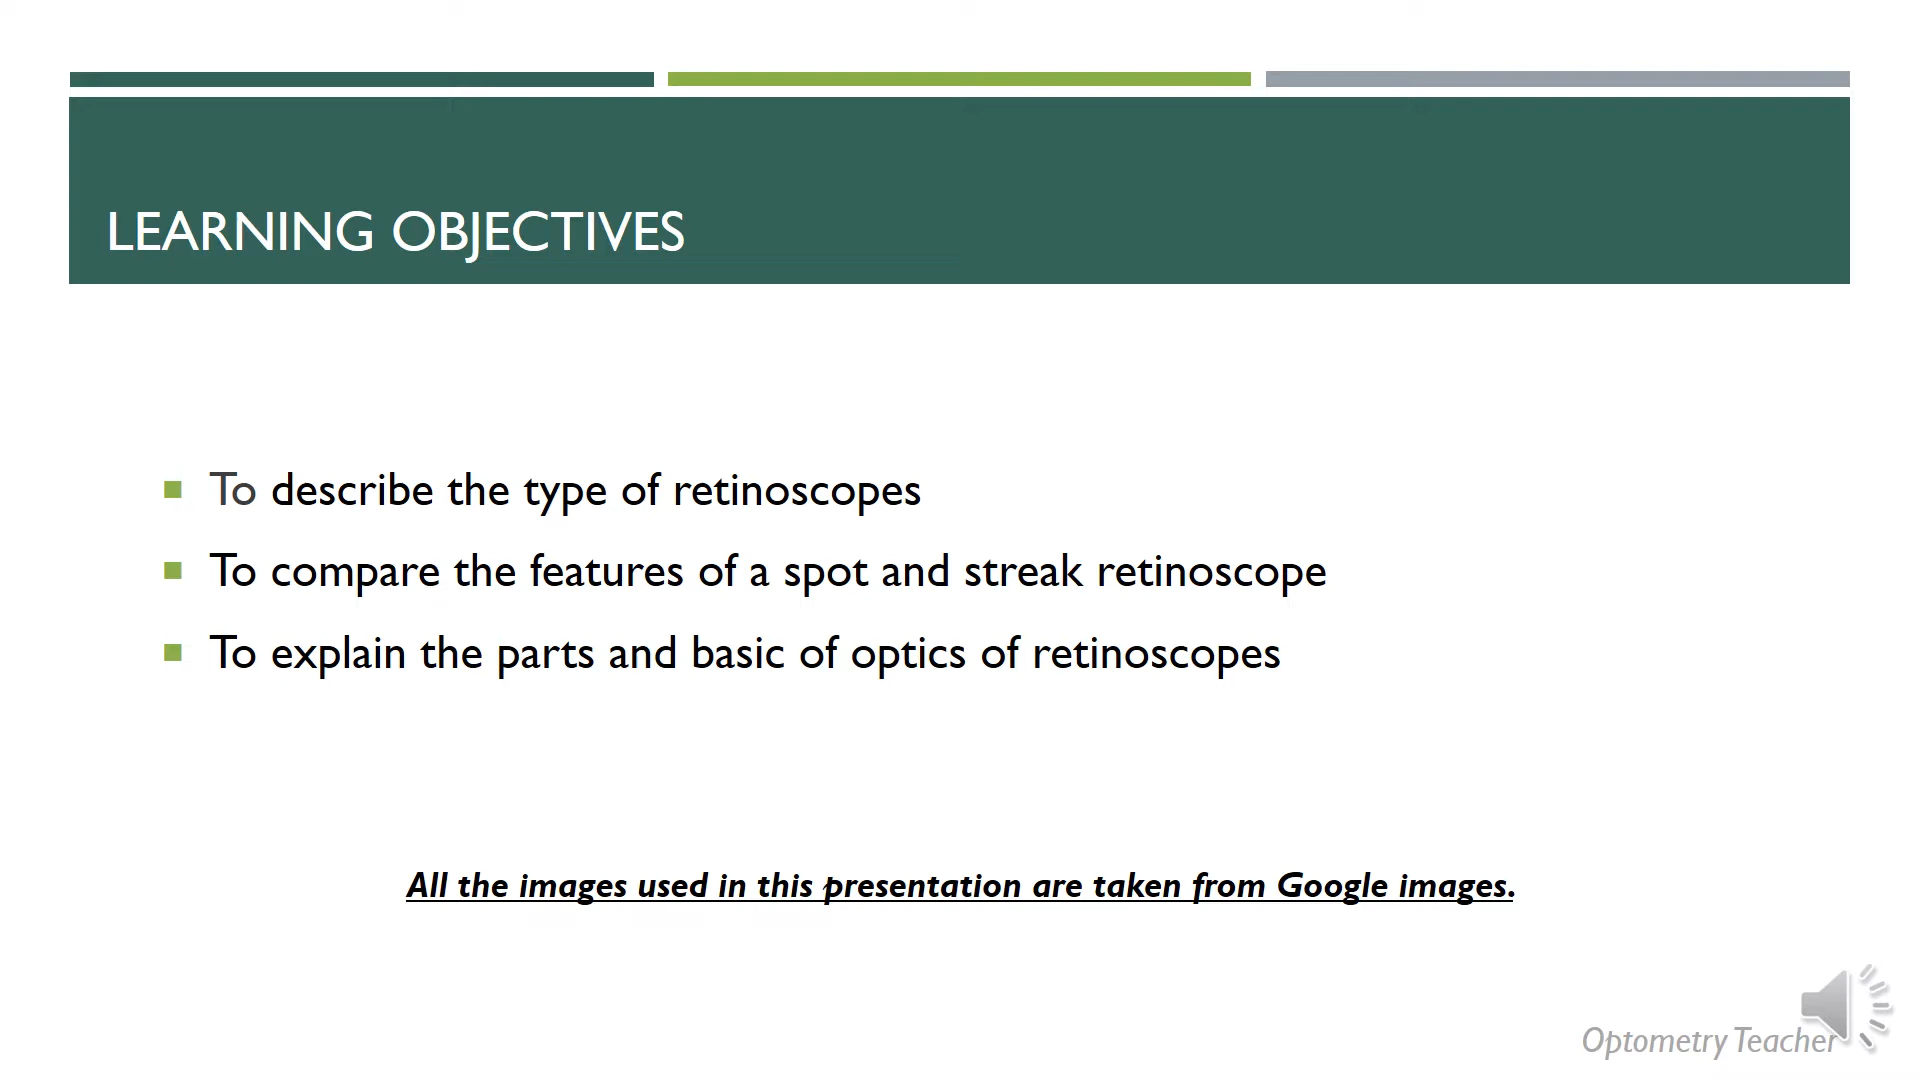 LEARNING OBJECTIVES
To describe the type of retinoscopes
To compare the features of a spot and streak retinoscope
To explain the parts and basic of optics of retinoscopes
All the images used in this presentation are taken from Google images.
Optometry Teacher